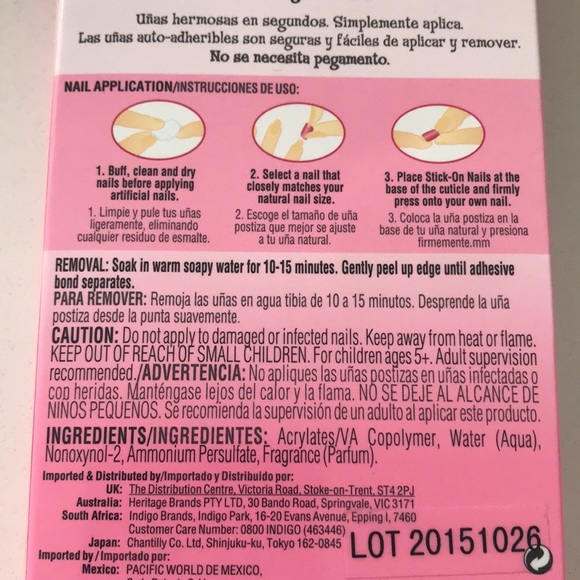 Uñas hermosas en segundos. Simplemente aplica.
Las uñas auto-adheribles son seguras y fáciles de aplicar y remover.
No se necesita pegamento.
NAIL APPLICATION/INSTRUCCIONES DE USO:
1. Buff, clean and dry
nails before applying
artificial nails.
1. Limpie y pule tus uñas
ligeramente, eliminando
cualquier residuo de esmalte.
2. Select a nail that
closely matches your
natural nail size.
2. Escoge el tamaño de uña
postiza que mejor se ajuste
a tu uña natural.
3. Place Stick-On Nails at the
base of the cuticle and firmly
press onto your own nail.
3. Coloca la uña postiza en la
base de tu uña natural y presiona
firmemente.mm
REMOVAL: Soak in warm soapy water for 10-15 minutes. Gently peel up edge until adhesive
bond separates.
PARA REMOVER: Remoja las uñas en agua tibia de 10 a 15 minutos. Desprende la uña
postiza desde la punta suavemente.
CAUTION: Do not apply to damaged or infected nails. Keep away from heat or flame.
KEEP OUT OF REACH OF SMALL CHILDREN. For children ages 5+. Adult supervision
recommended./ADVERTENCIA: No apliques las uñas postizas en uñas infectadas o
con heridas. Manténgase lejos del calor y la flama. NO SE DEJE AL ALCANCE DE
NINOS PEQUENOS. Se recomienda la supervisión de un adulto al aplicar este producto.
INGREDIENTS/INGREDIENTES: Acrylates/VA Copolymer, Water (Aqua),
Nonoxynol-2, Ammonium Persulfate, Fragrance (Parfum).
Imported & Distributed by/Importado y Distribuido por:
UK: The Distribution Centre, Victoria Road, Stoke-on-Trent, ST4 2PJ
Australia: Heritage Brands PTY LTD, 30 Bando Road, Springvale, VIC 3171
South Africa: Indigo Brands, Indigo Park, 16-20 Evans Avenue, Epping I, 7460
Customer Care Number: 0800 INDIGO (463446)
Japan: Chantilly Co. Ltd, Shinjuku-ku, Tokyo 162-0845
LOT 20151026
Imported by / Importado por:
Mexico: PACIFIC WORLD DE MEXICO,